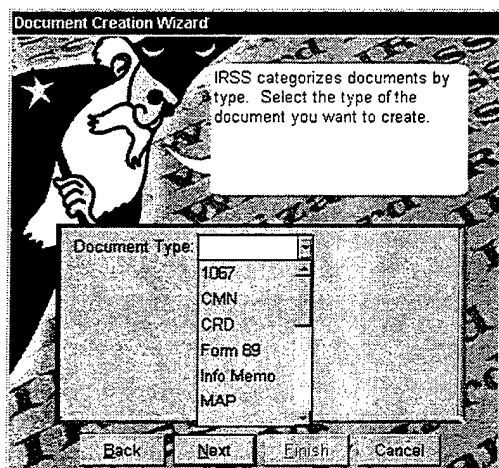 Document Creation Wizard
IRSS categorizes documents by
type. Select the type of the
document you want to create.
Document Type:
1067
CMN
CRD
Form 89
Info Memo
MAP
Back Next Finish Cancel